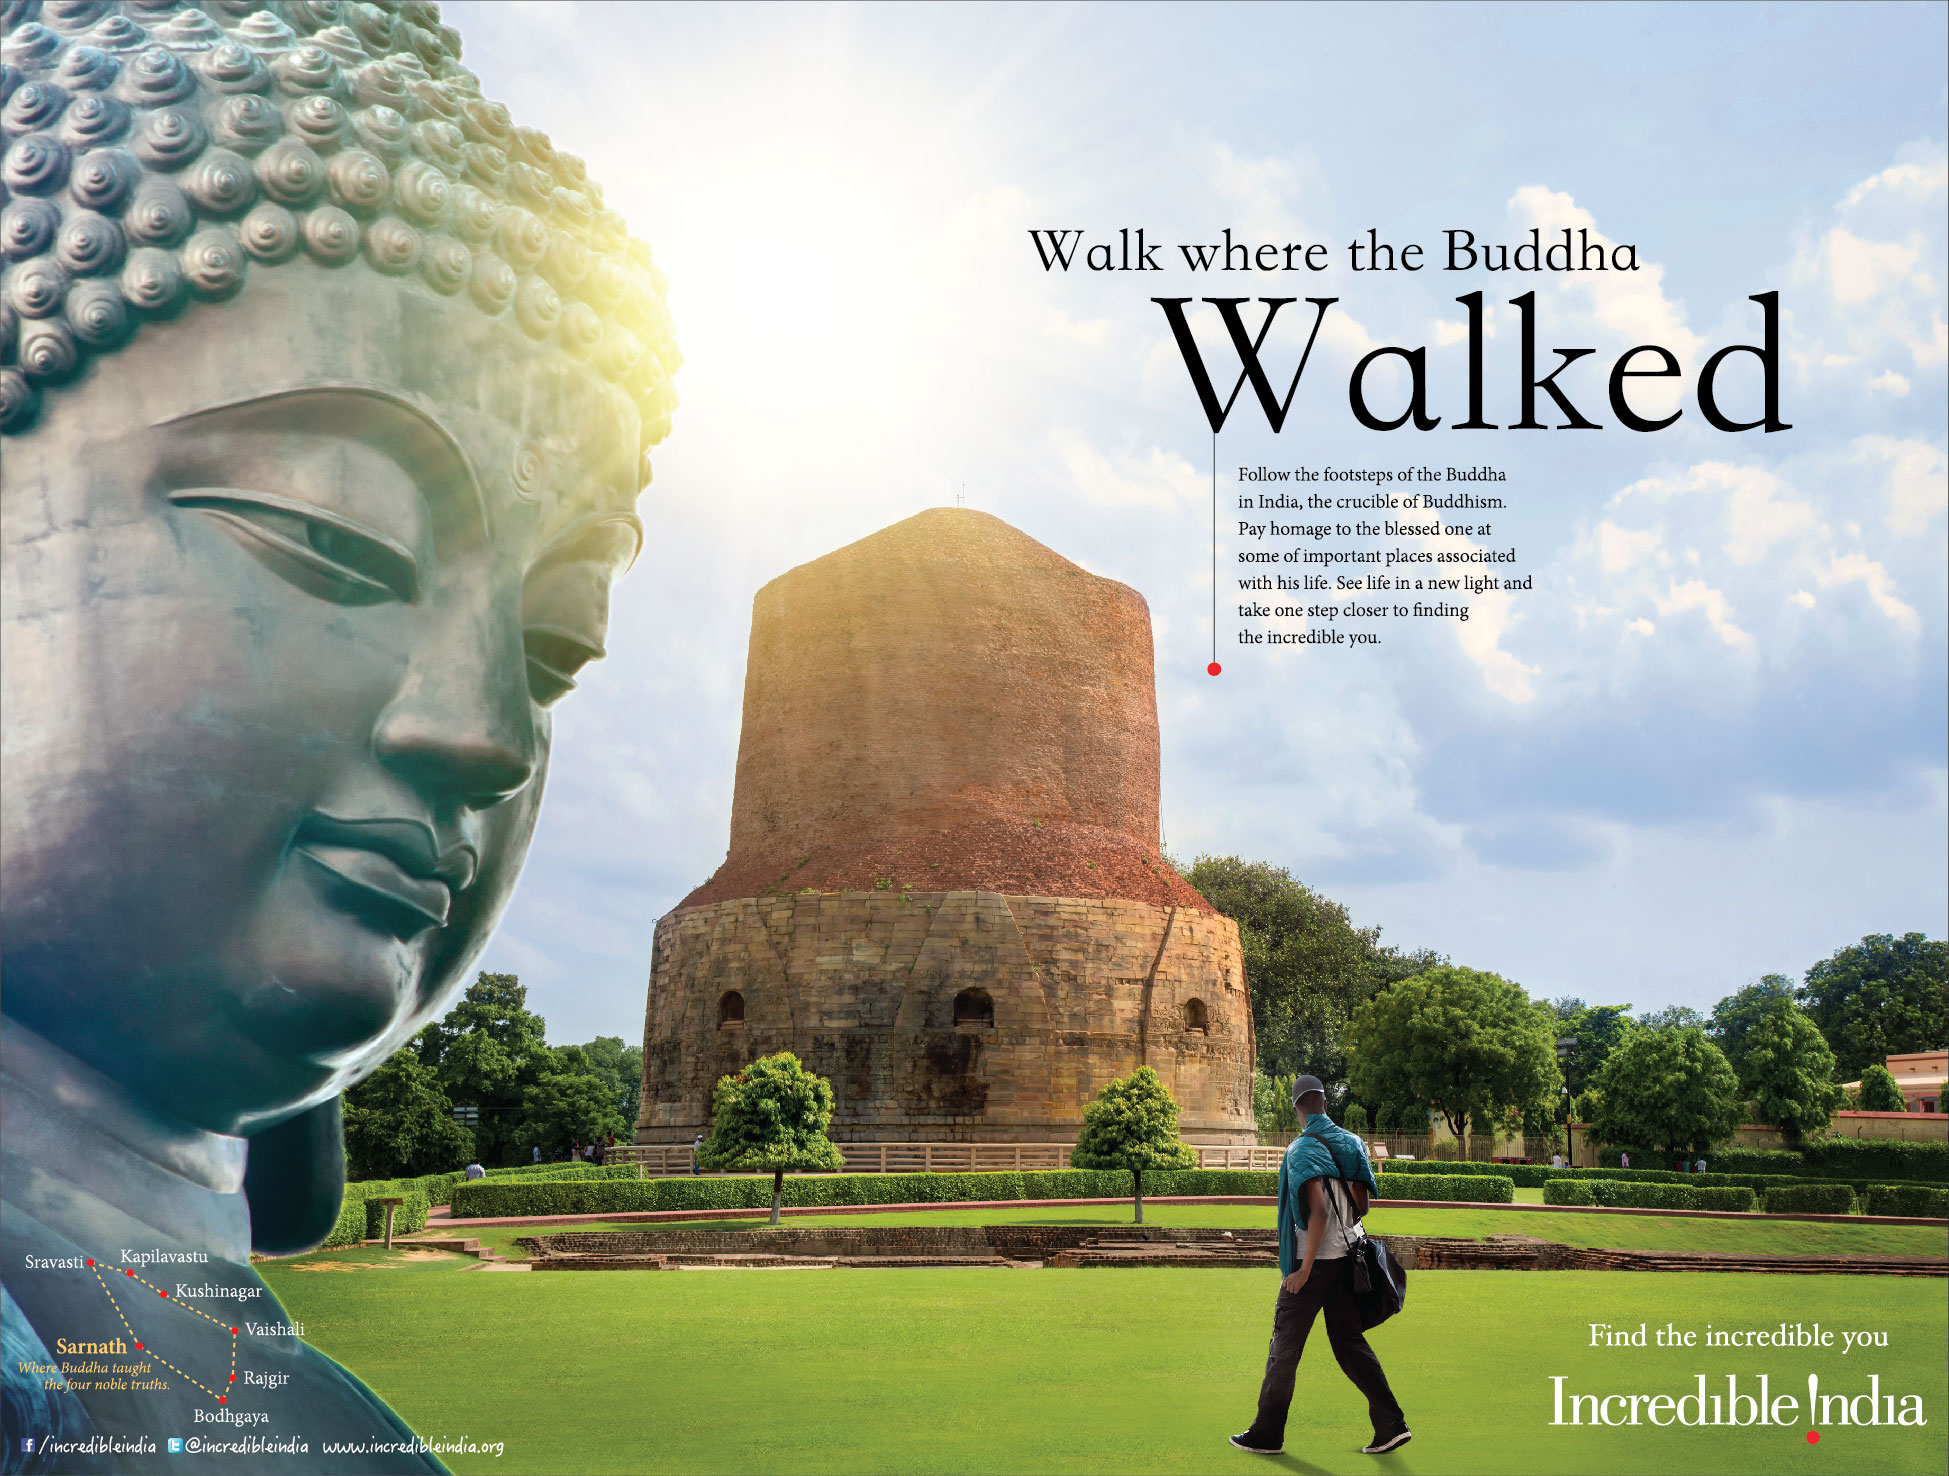 Walk where the Buddha
Walked
Follow the footsteps of the Buddha
in India, the crucible of Buddhism.
Pay homage to the blessed one at
some of important places associated
with his life. See life in a new light and
take one step closer to finding
the incredible you.
Sravasti
Kapilavastu
Kushinagar
Vaishali
Sarnath
Where Buddha taught
the four noble truths.
Rajgir
Bodhgaya
f /incredibleindia t @incredibleindia www.incredibleindia.org
Find the incredible you
Incredible !ndia